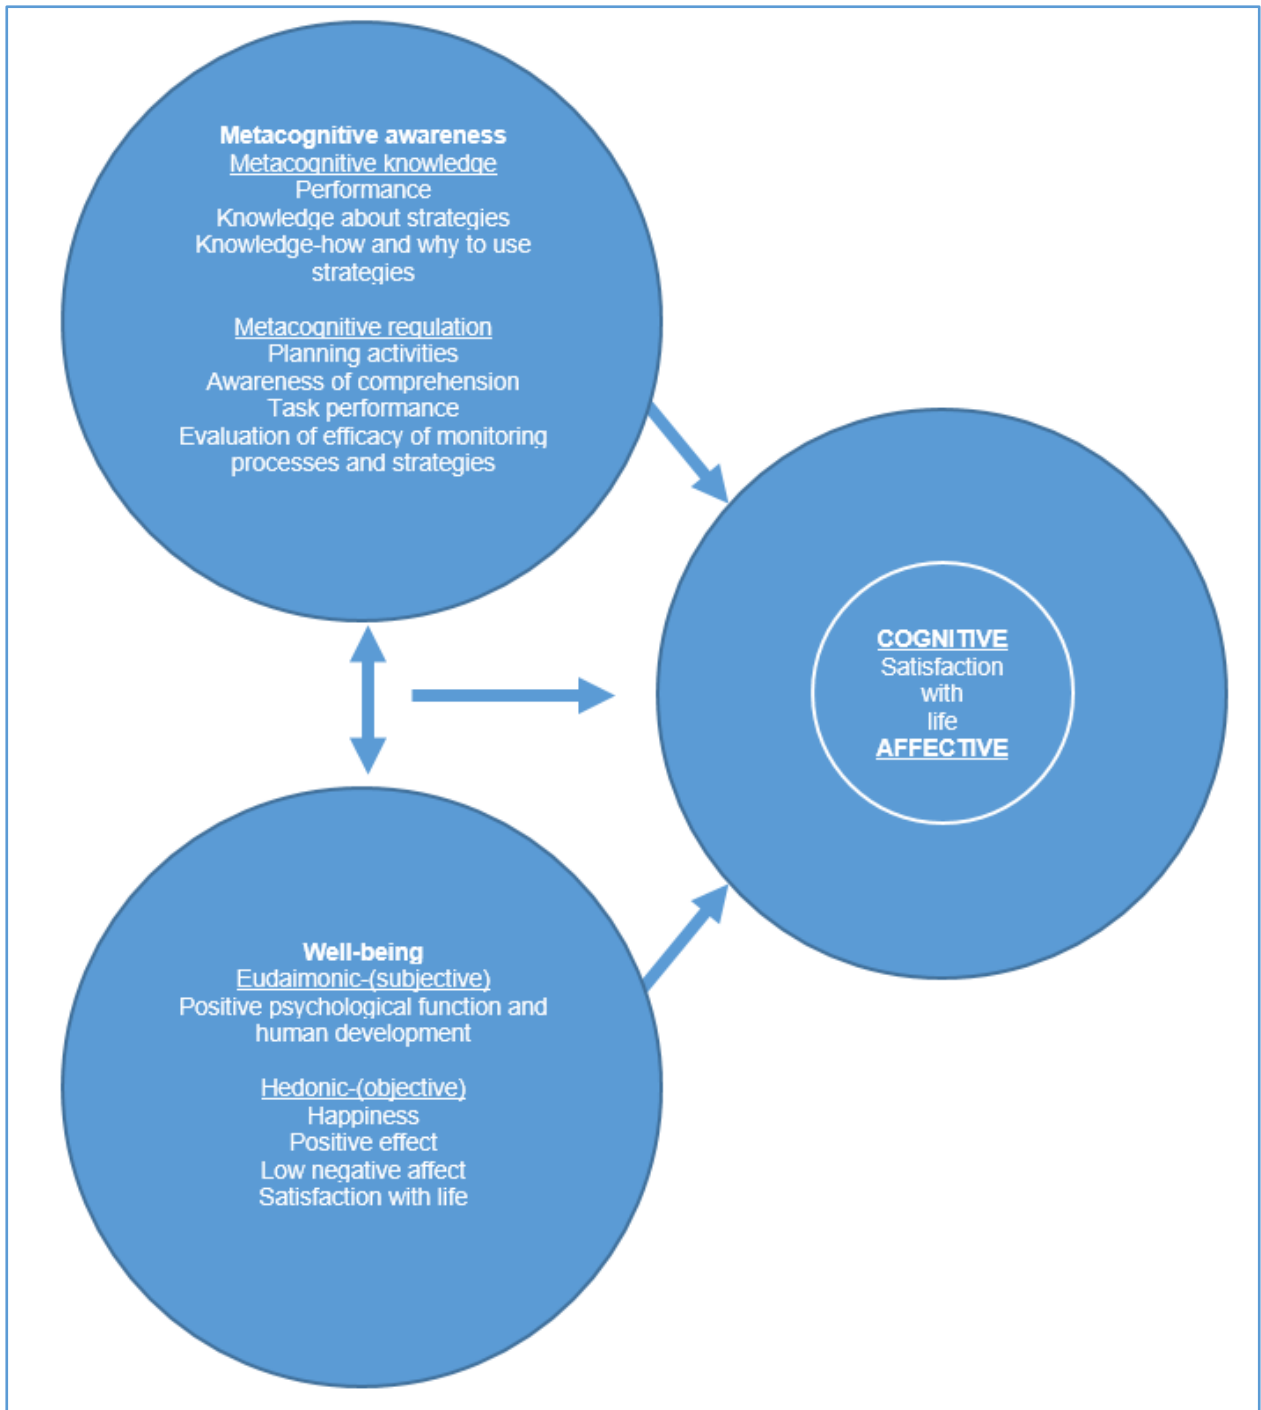 Metacognitive awareness
Metacognitive knowledge
Performance
Knowledge about strategies
Knowledge-how and why to use
strategies
Metacognitive regulation
Planning activities
Awareness of comprehension
Task performance
Evaluation of efficacy of monitoring
processes and strategies
COGNITIVE
Satisfaction
with
life
AFFECTIVE
Well-being
Eudaimonic-(subjective)
Positive psychological function and
human development
Hedonic-(objective)
Happiness
Positive effect
Low negative affect
Satisfaction with life